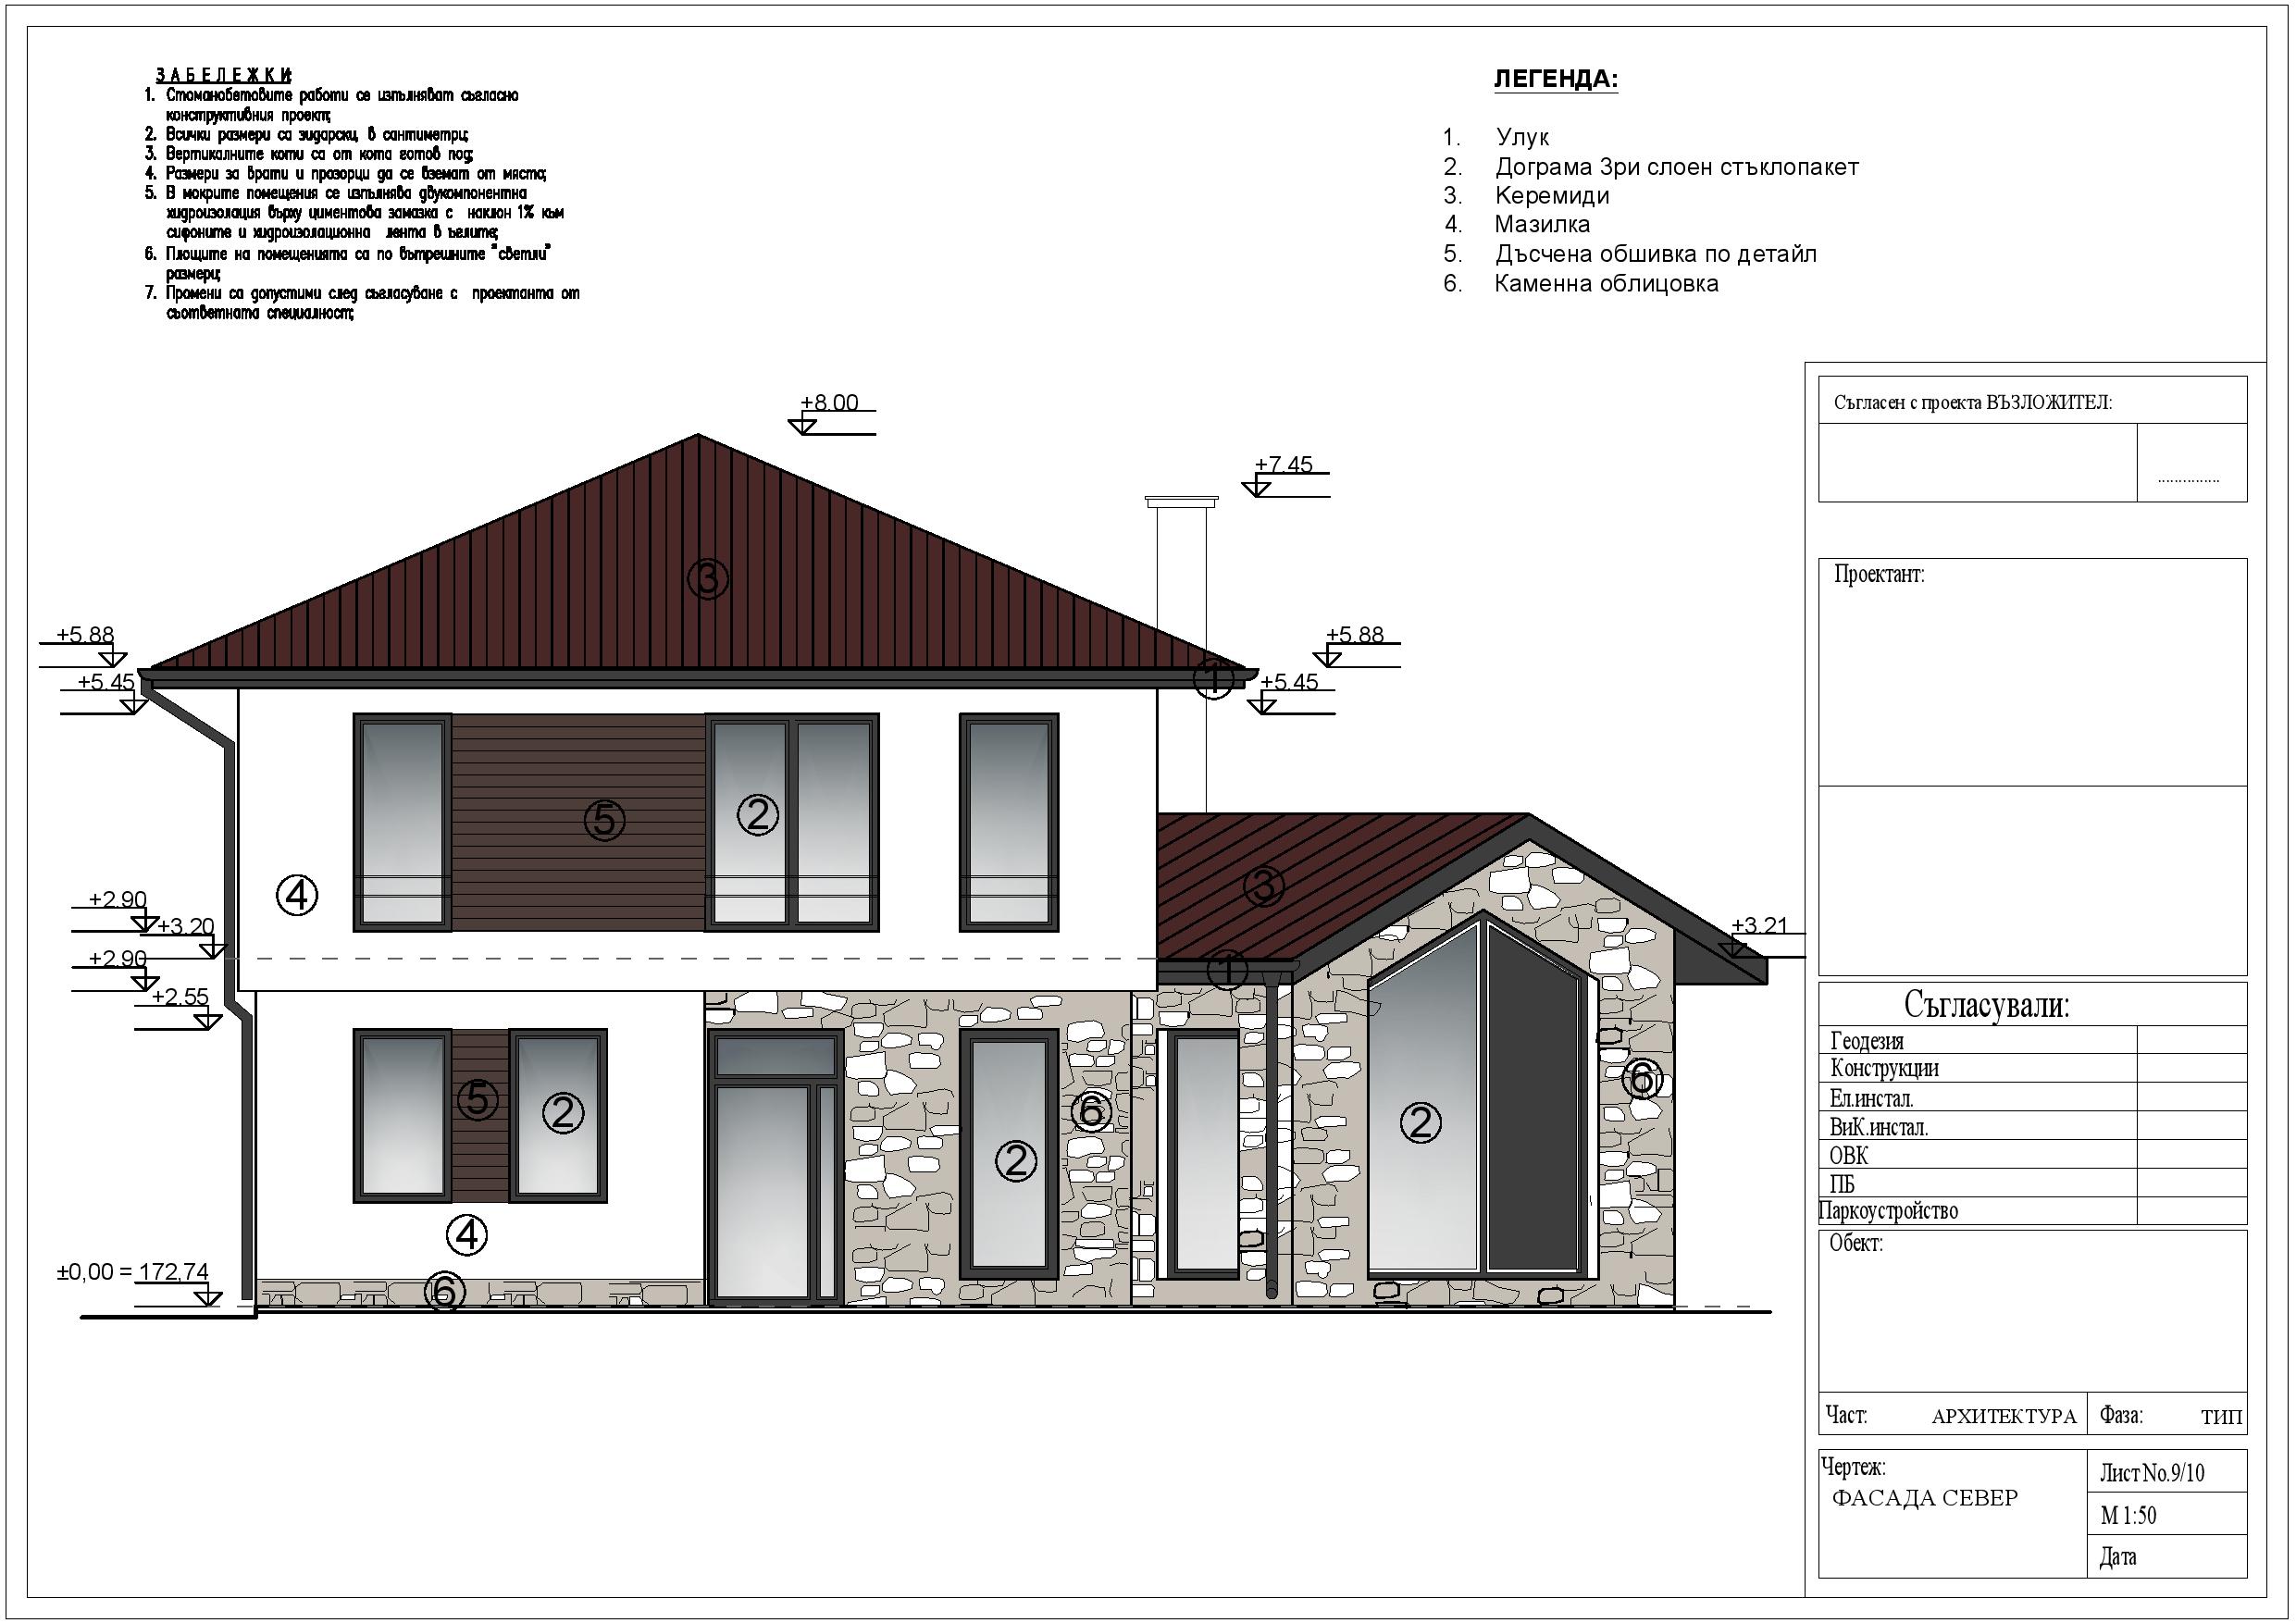 ЗАБЕЛЕЖКИ:
1. Стоманобетовите работи се изпълняват съгласно
конструктивния проект;
2. Всички размери са зидарски, в сантиметри;
3. Вертикалните коти са от кота готов под;
4. Размери за врати и прозорци да се вземат от място;
5. В мокрите помещения се изпълнява двукомпонентна
хидроизолация върху циментова замазка с наклон 1% към
сифоните и хидроизолационна лента в ъглите;
6. Площите на помещенията са по вътрешните "светли"
размери;
7. Промени са допустими след съгласуване с проектанта от
съответната специалност;
ЛЕГЕНДА:
1. Улук
2. Дограма 3ри слоен стъклопакет
3. Керемиди
4. Мазилка
5. Дъсчена обшивка по детайл
6. Каменна облицовка
+8.00
+7.45
3
+5.88
+5.88
+5.45
1
+5.45
5
2
4
3
+2.90
+3.20
+3.21
+2.90
1
+2.55
5
2
6
2
2
6
4
±0,00 = 172,74
6
Съгласен с проекта ВЪЗЛОЖИТЕЛ:
...............
Проектант:
Съгласували:
Геодезия
Конструкции
Ел.инстал.
ВиК.инстал.
ОВК
ПБ
Паркоустройство
Обект:
Част: АРХИТЕКТУРА Фаза: ТИП
Чертеж: Лист No.9/10
ФАСАДА СЕВЕР
М 1:50
Дата